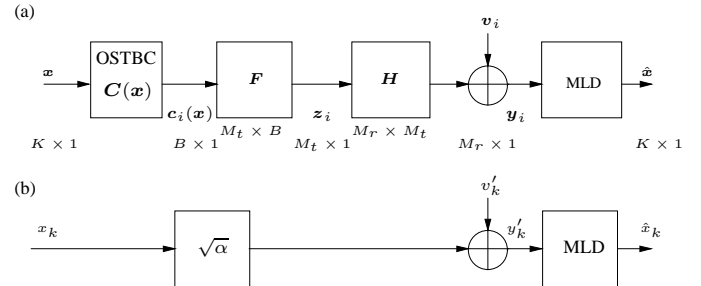 (a)
OSTBC
C(x)
F
H
v_i
MLD
x
x̂
c_i(x)
z_i
y_i
M_t × B
M_r × M_t
K × 1
B × 1
M_t × 1
M_r × 1
K × 1
(b)
x_k
√α
v′_k
y′_k
MLD
x̂_k